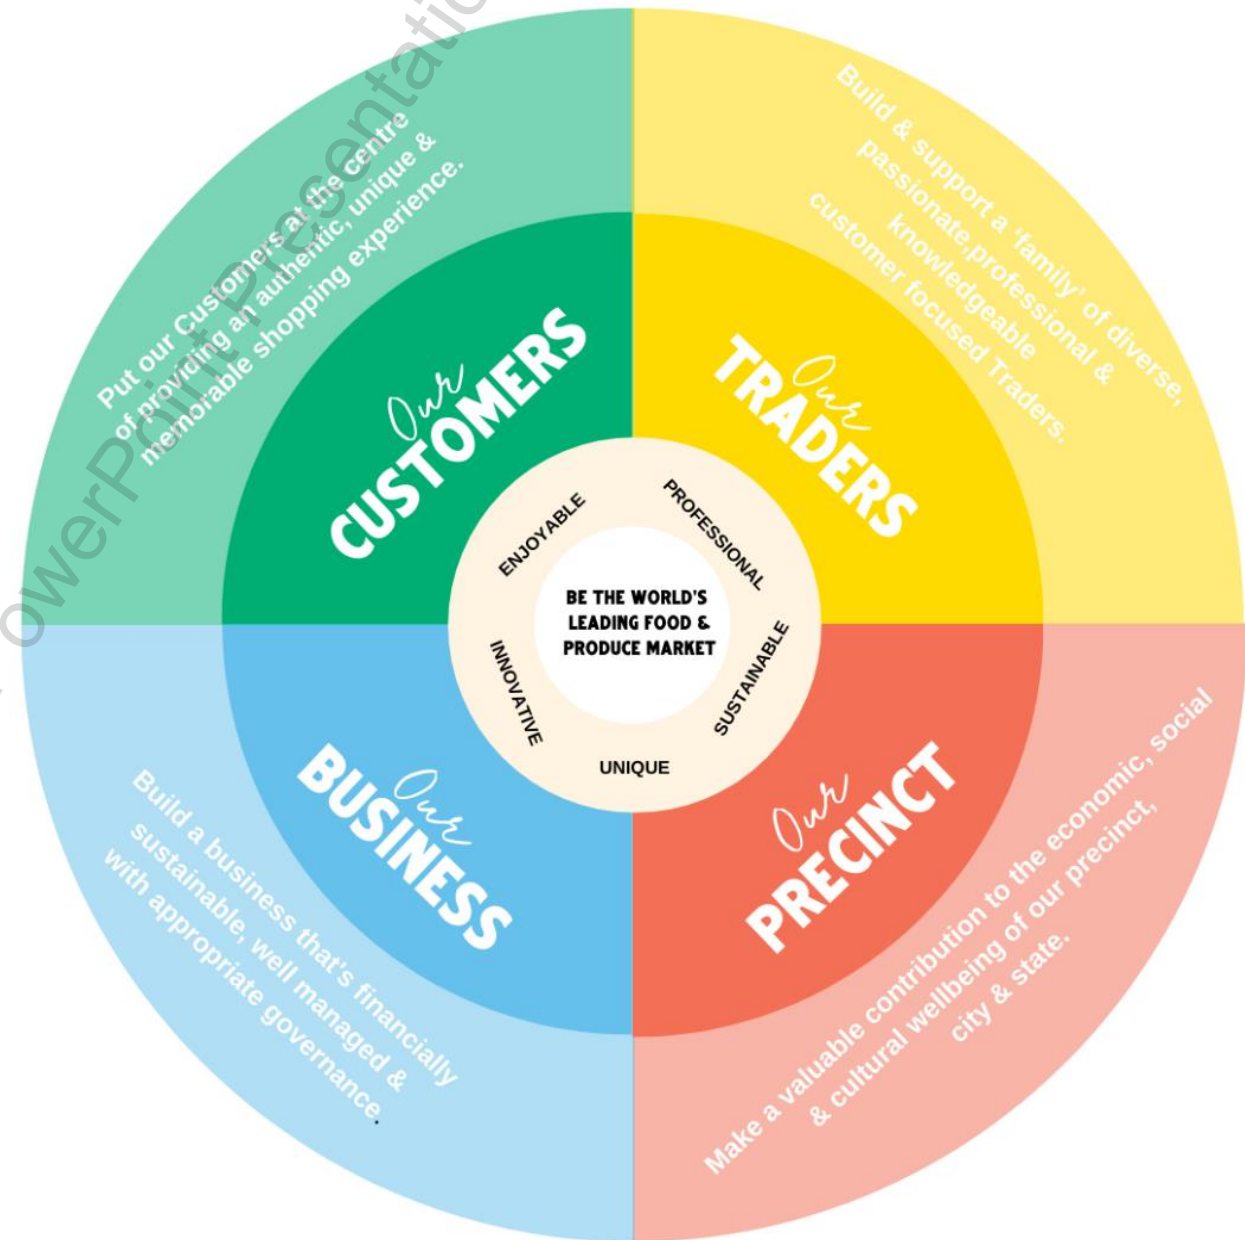 Put our Customers at the centre
of providing an authentic, unique &
memorable shopping experience.
Our
CUSTOMERS
Build & support a 'family' of diverse,
passionate,professional &
knowledgeable
customer focused Traders.
Our
TRADERS
ENJOYABLE
PROFESSIONAL
BE THE WORLD'S
LEADING FOOD &
PRODUCE MARKET
INNOVATIVE
SUSTAINABLE
UNIQUE
Our
BUSINESS
Build a business that's financially
sustainable, well managed &
with appropriate governance.
Our
PRECINCT
Make a valuable contribution to the economic, social
& cultural wellbeing of our precinct,
city & state.